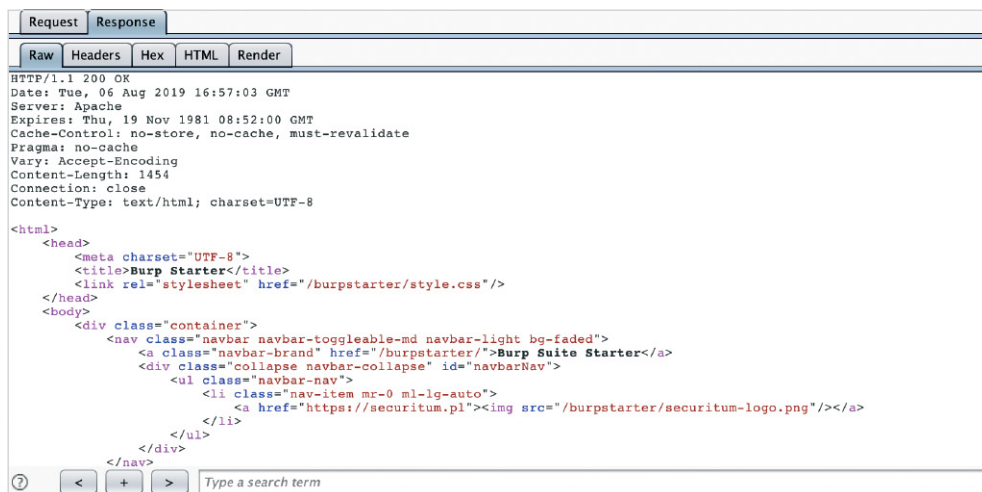 Request Response
Raw Headers Hex HTML Render
HTTP/1.1 200 OK
Date: Tue, 06 Aug 2019 16:57:03 GMT
Server: Apache
Expires: Thu, 19 Nov 1981 08:52:00 GMT
Cache-Control: no-store, no-cache, must-revalidate
Pragma: no-cache
Vary: Accept-Encoding
Content-Length: 1454
Connection: close
Content-Type: text/html; charset=UTF-8
<html>
<head>
<meta charset="UTF-8">
<title>Burp Starter</title>
<link rel="stylesheet" href="/burpstarter/style.css"/>
</head>
<body>
<div class="container">
<nav class="navbar navbar-toggleable-md navbar-light bg-faded">
<a class="navbar-brand" href="/burpstarter/">Burp Suite Starter</a>
<div class="collapse navbar-collapse" id="navbarNav">
<ul class="navbar-nav">
<li class="nav-item mr-0 ml-lg-auto">
<a href="https://securitum.pl"><img src="/burpstarter/securitum-logo.png"/></a>
</li>
</ul>
</div>
</nav>
? < + > Type a search term